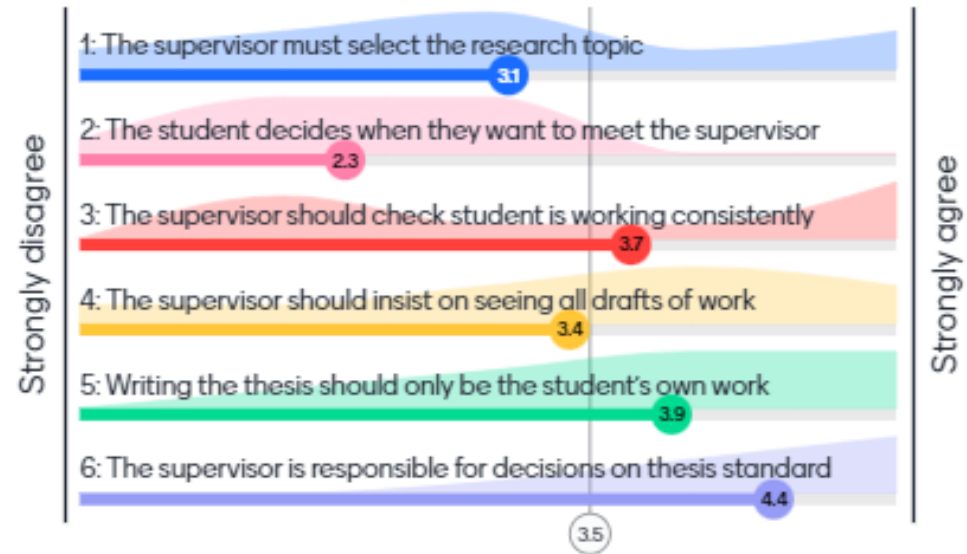 Strongly disagree
1: The supervisor must select the research topic
3.1
2: The student decides when they want to meet the supervisor
2.3
3: The supervisor should check student is working consistently
3.7
4: The supervisor should insist on seeing all drafts of work
3.4
5: Writing the thesis should only be the student's own work
3.9
6: The supervisor is responsible for decisions on thesis standard
4.4
3.5
Strongly agree